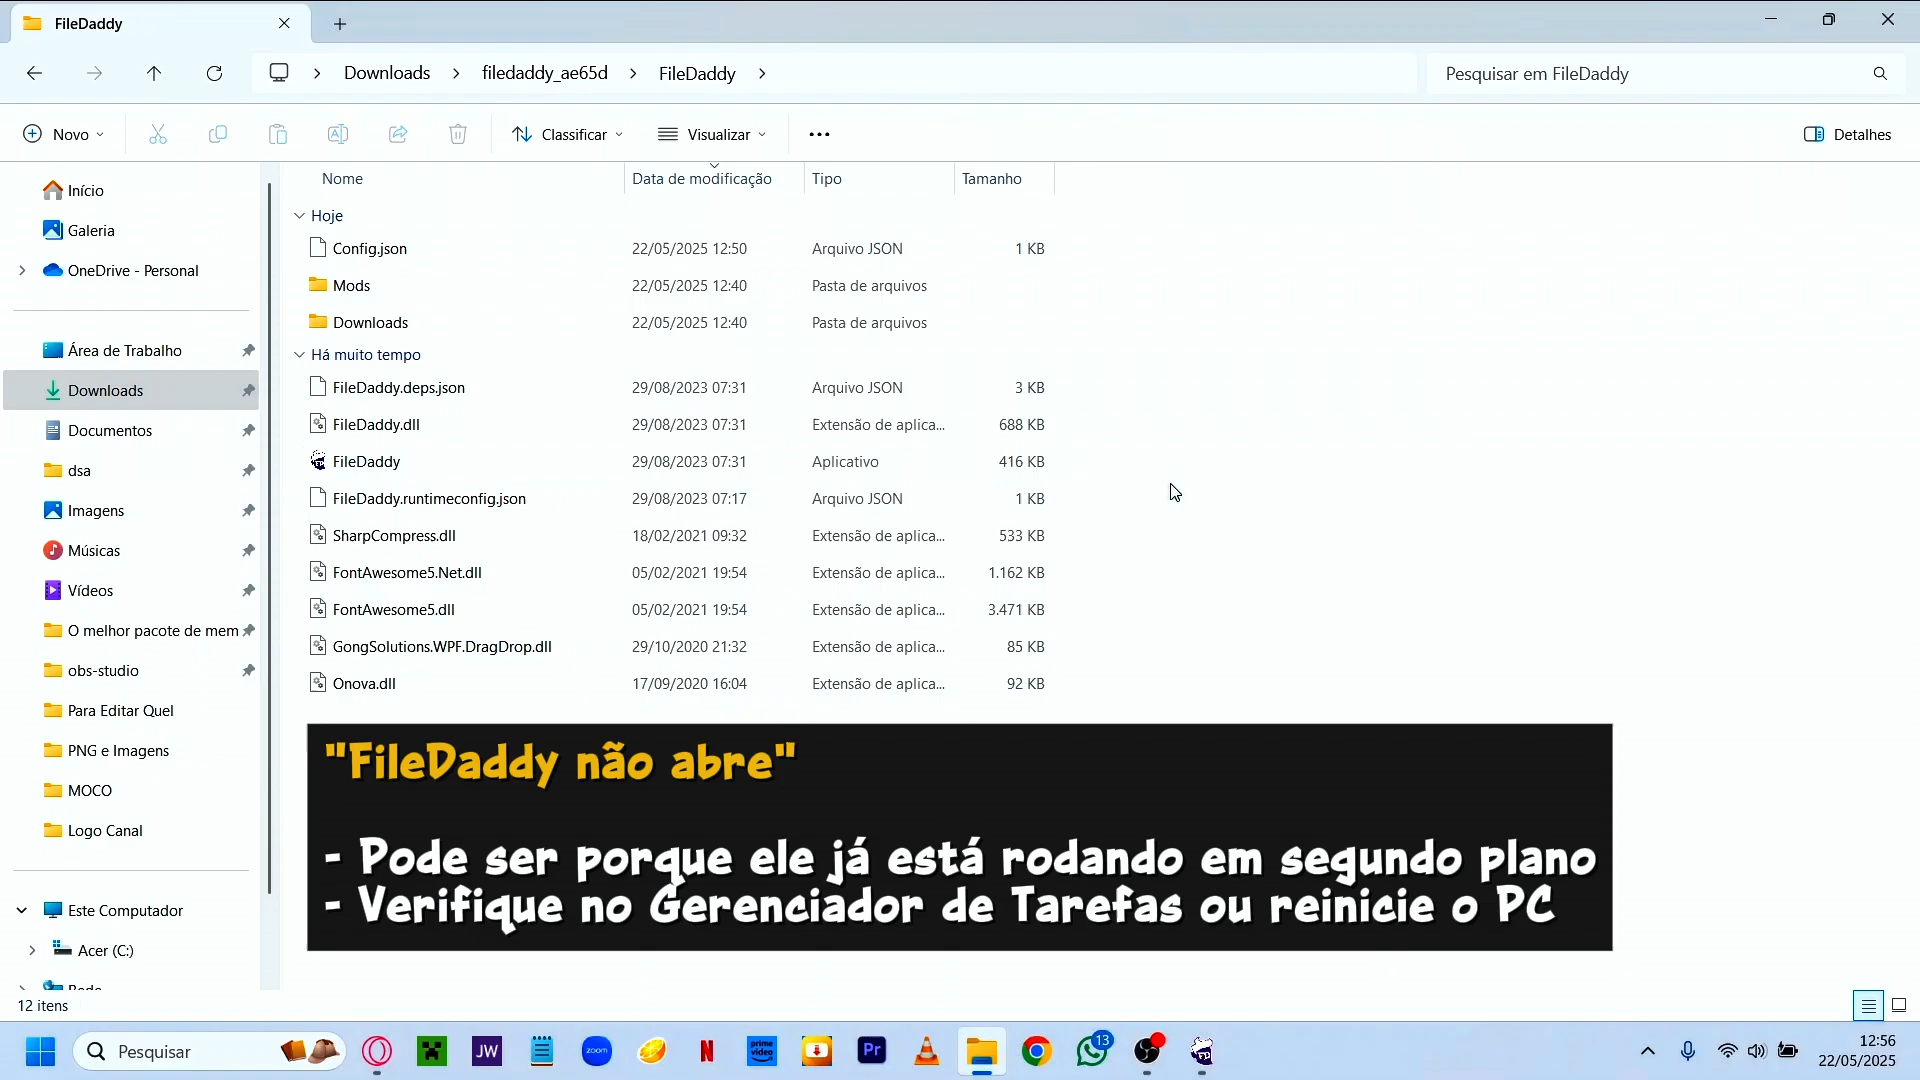 FileDaddy
Downloads
filedaddy_ae65d
FileDaddy
Pesquisar em FileDaddy
Novo
Classificar
Visualizar
Detalhes
Nome
Data de modificação
Tipo
Tamanho
Início
Galeria
OneDrive - Personal
Área de Trabalho
Downloads
Documentos
dsa
Imagens
Músicas
Vídeos
O melhor pacote de mem
obs-studio
Para Editar Quel
PNG e Imagens
MOCO
Logo Canal
Este Computador
Acer (C:)
Rede
Hoje
Config.json 22/05/2025 12:50 Arquivo JSON 1 KB
Mods 22/05/2025 12:40 Pasta de arquivos
Downloads 22/05/2025 12:40 Pasta de arquivos
Há muito tempo
FileDaddy.deps.json 29/08/2023 07:31 Arquivo JSON 3 KB
FileDaddy.dll 29/08/2023 07:31 Extensão de aplica... 688 KB
FileDaddy 29/08/2023 07:31 Aplicativo 416 KB
FileDaddy.runtimeconfig.json 29/08/2023 07:17 Arquivo JSON 1 KB
SharpCompress.dll 18/02/2021 09:32 Extensão de aplica... 533 KB
FontAwesome5.Net.dll 05/02/2021 19:54 Extensão de aplica... 1.162 KB
FontAwesome5.dll 05/02/2021 19:54 Extensão de aplica... 3.471 KB
GongSolutions.WPF.DragDrop.dll 29/10/2020 21:32 Extensão de aplica... 85 KB
Onova.dll 17/09/2020 16:04 Extensão de aplica... 92 KB
"FileDaddy não abre"
- Pode ser porque ele já está rodando em segundo plano
- Verifique no Gerenciador de Tarefas ou reinicie o PC
12 itens
Pesquisar
JW
zoom
N
prime video
Pr
13
FD
12:56
22/05/2025